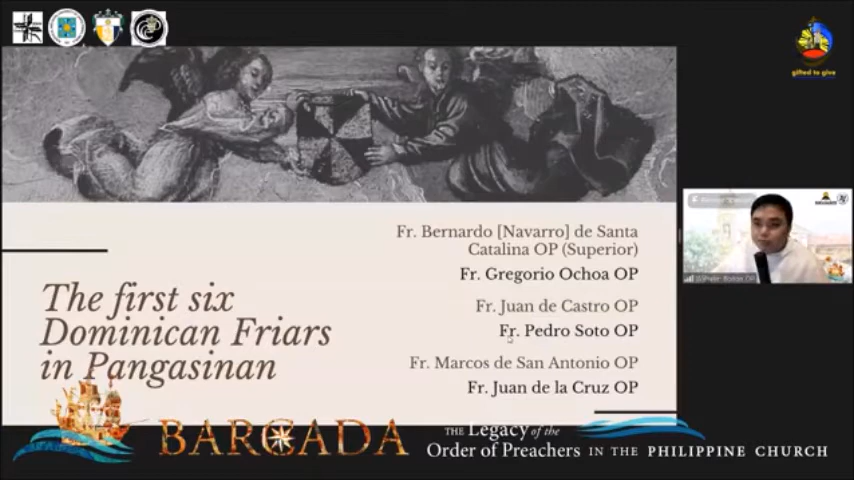 gifted to give
Fr. Bernardo [Navarro] de Santa
Catalina OP (Superior)
Fr. Gregorio Ochoa OP
Fr. Juan de Castro OP
Fr. Pedro Soto OP
Fr. Marcos de San Antonio OP
Fr. Juan de la Cruz OP
The first six
Dominican Friars
in Pangasinan
BARCADA
THE Legacy of the
Order of Preachers IN THE PHILIPPINE CHURCH